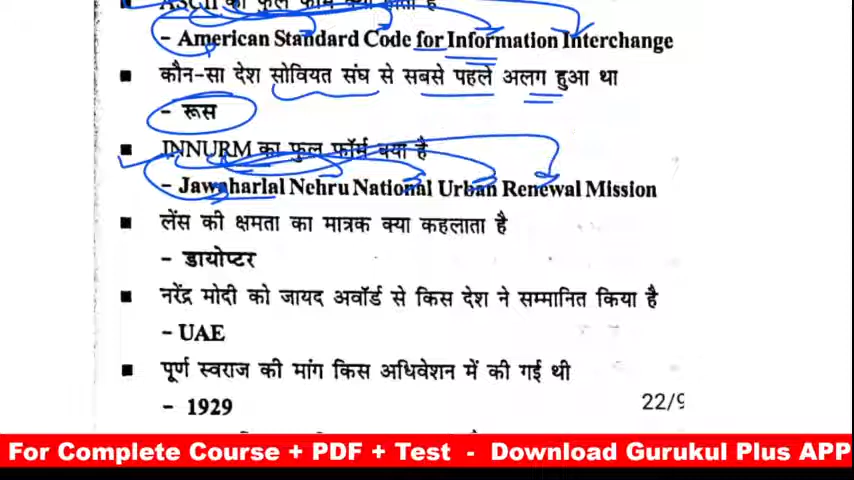 ASCII का फुल फॉर्म क्या होता है
- American Standard Code for Information Interchange
■ कौन-सा देश सोवियत संघ से सबसे पहले अलग हुआ था
- रूस
■ JNNURM का फुल फॉर्म क्या है
- Jawaharlal Nehru National Urban Renewal Mission
■ लेंस की क्षमता का मात्रक क्या कहलाता है
- डायोप्टर
■ नरेंद्र मोदी को जायद अवॉर्ड से किस देश ने सम्मानित किया है
- UAE
■ पूर्ण स्वराज की मांग किस अधिवेशन में की गई थी
- 1929
22/9
For Complete Course + PDF + Test - Download Gurukul Plus APP